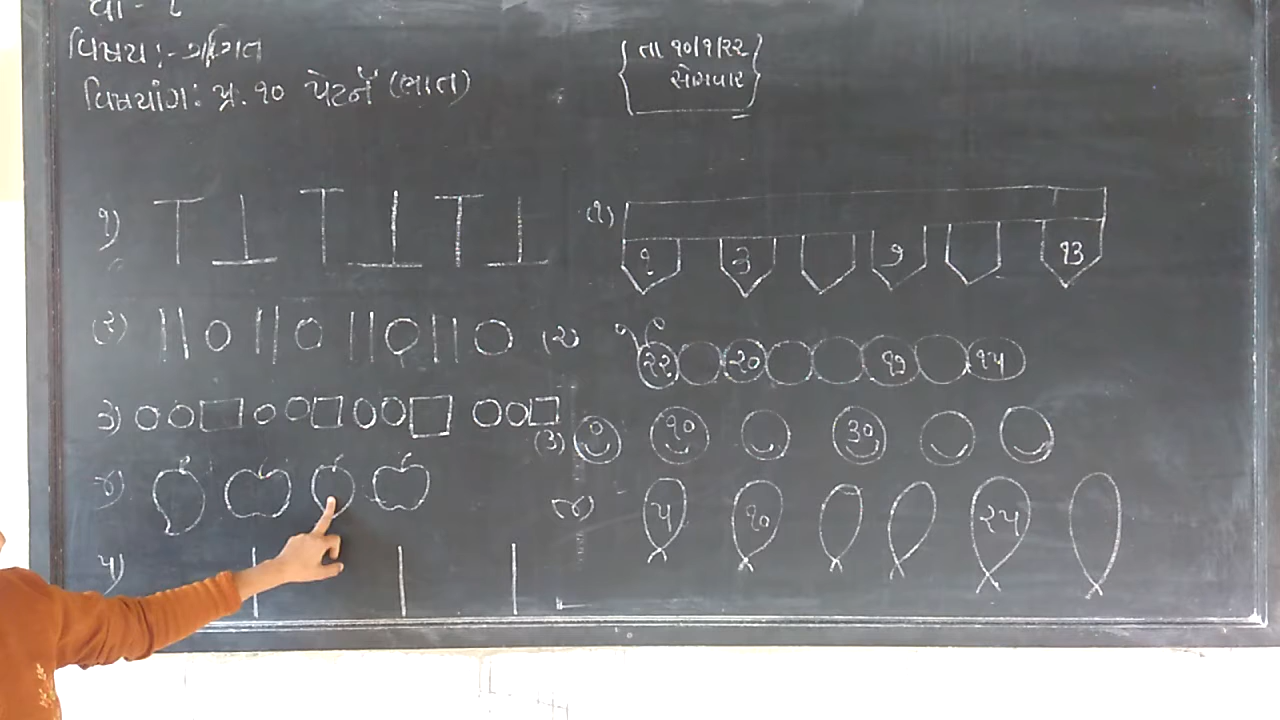 વિષય :- ગણિત
વિષયાંગ : પ્ર. ૧૦ પેટર્ન (ભાત)
તા ૧૦/૧/૨૨
સોમવાર
૧)
(૨)
૩)
૪)
૫)
(૧) ૧ ૩ ૭ ૧૩
(૨ ૨૨ ૨૦ ૧૭ ૧૫
(૩) ૦ ૧૦ ૩૦
૪) ૫ ૧૦ ૨૫